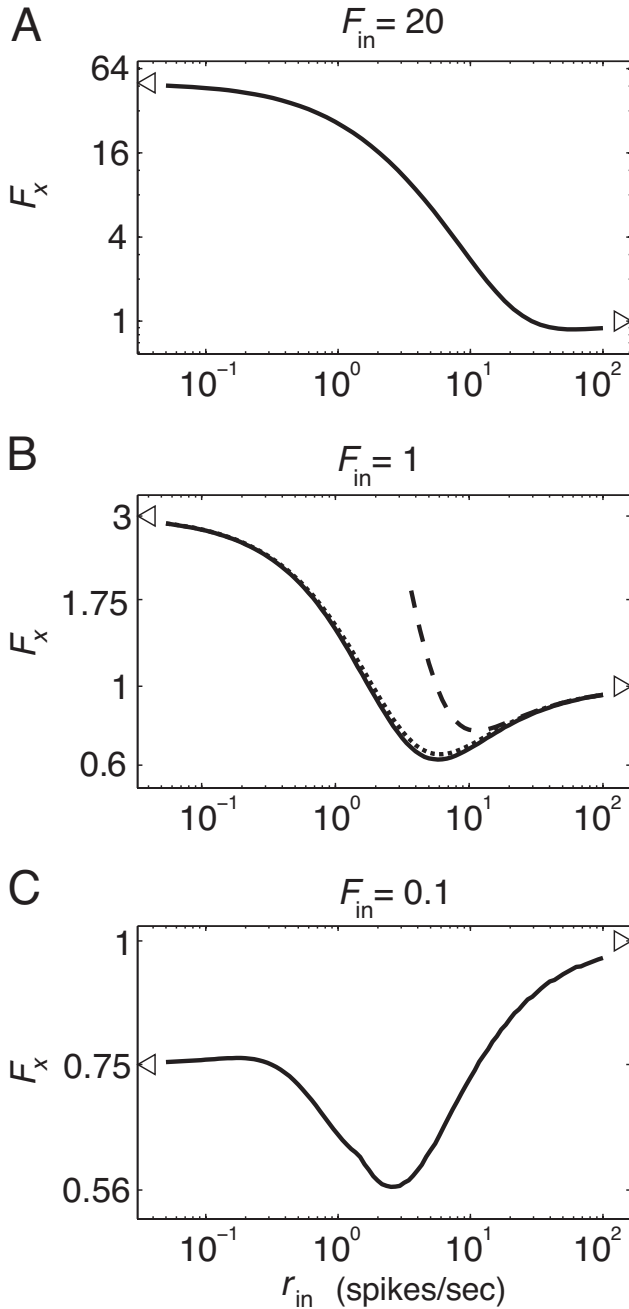 A
F_in = 20
64
16
4
1
F_x
10^-1 10^0 10^1 10^2
B
F_in = 1
3
1.75
1
0.6
F_x
10^-1 10^0 10^1 10^2
C
F_in = 0.1
1
0.75
0.56
F_x
10^-1 10^0 10^1 10^2
r_in (spikes/sec)